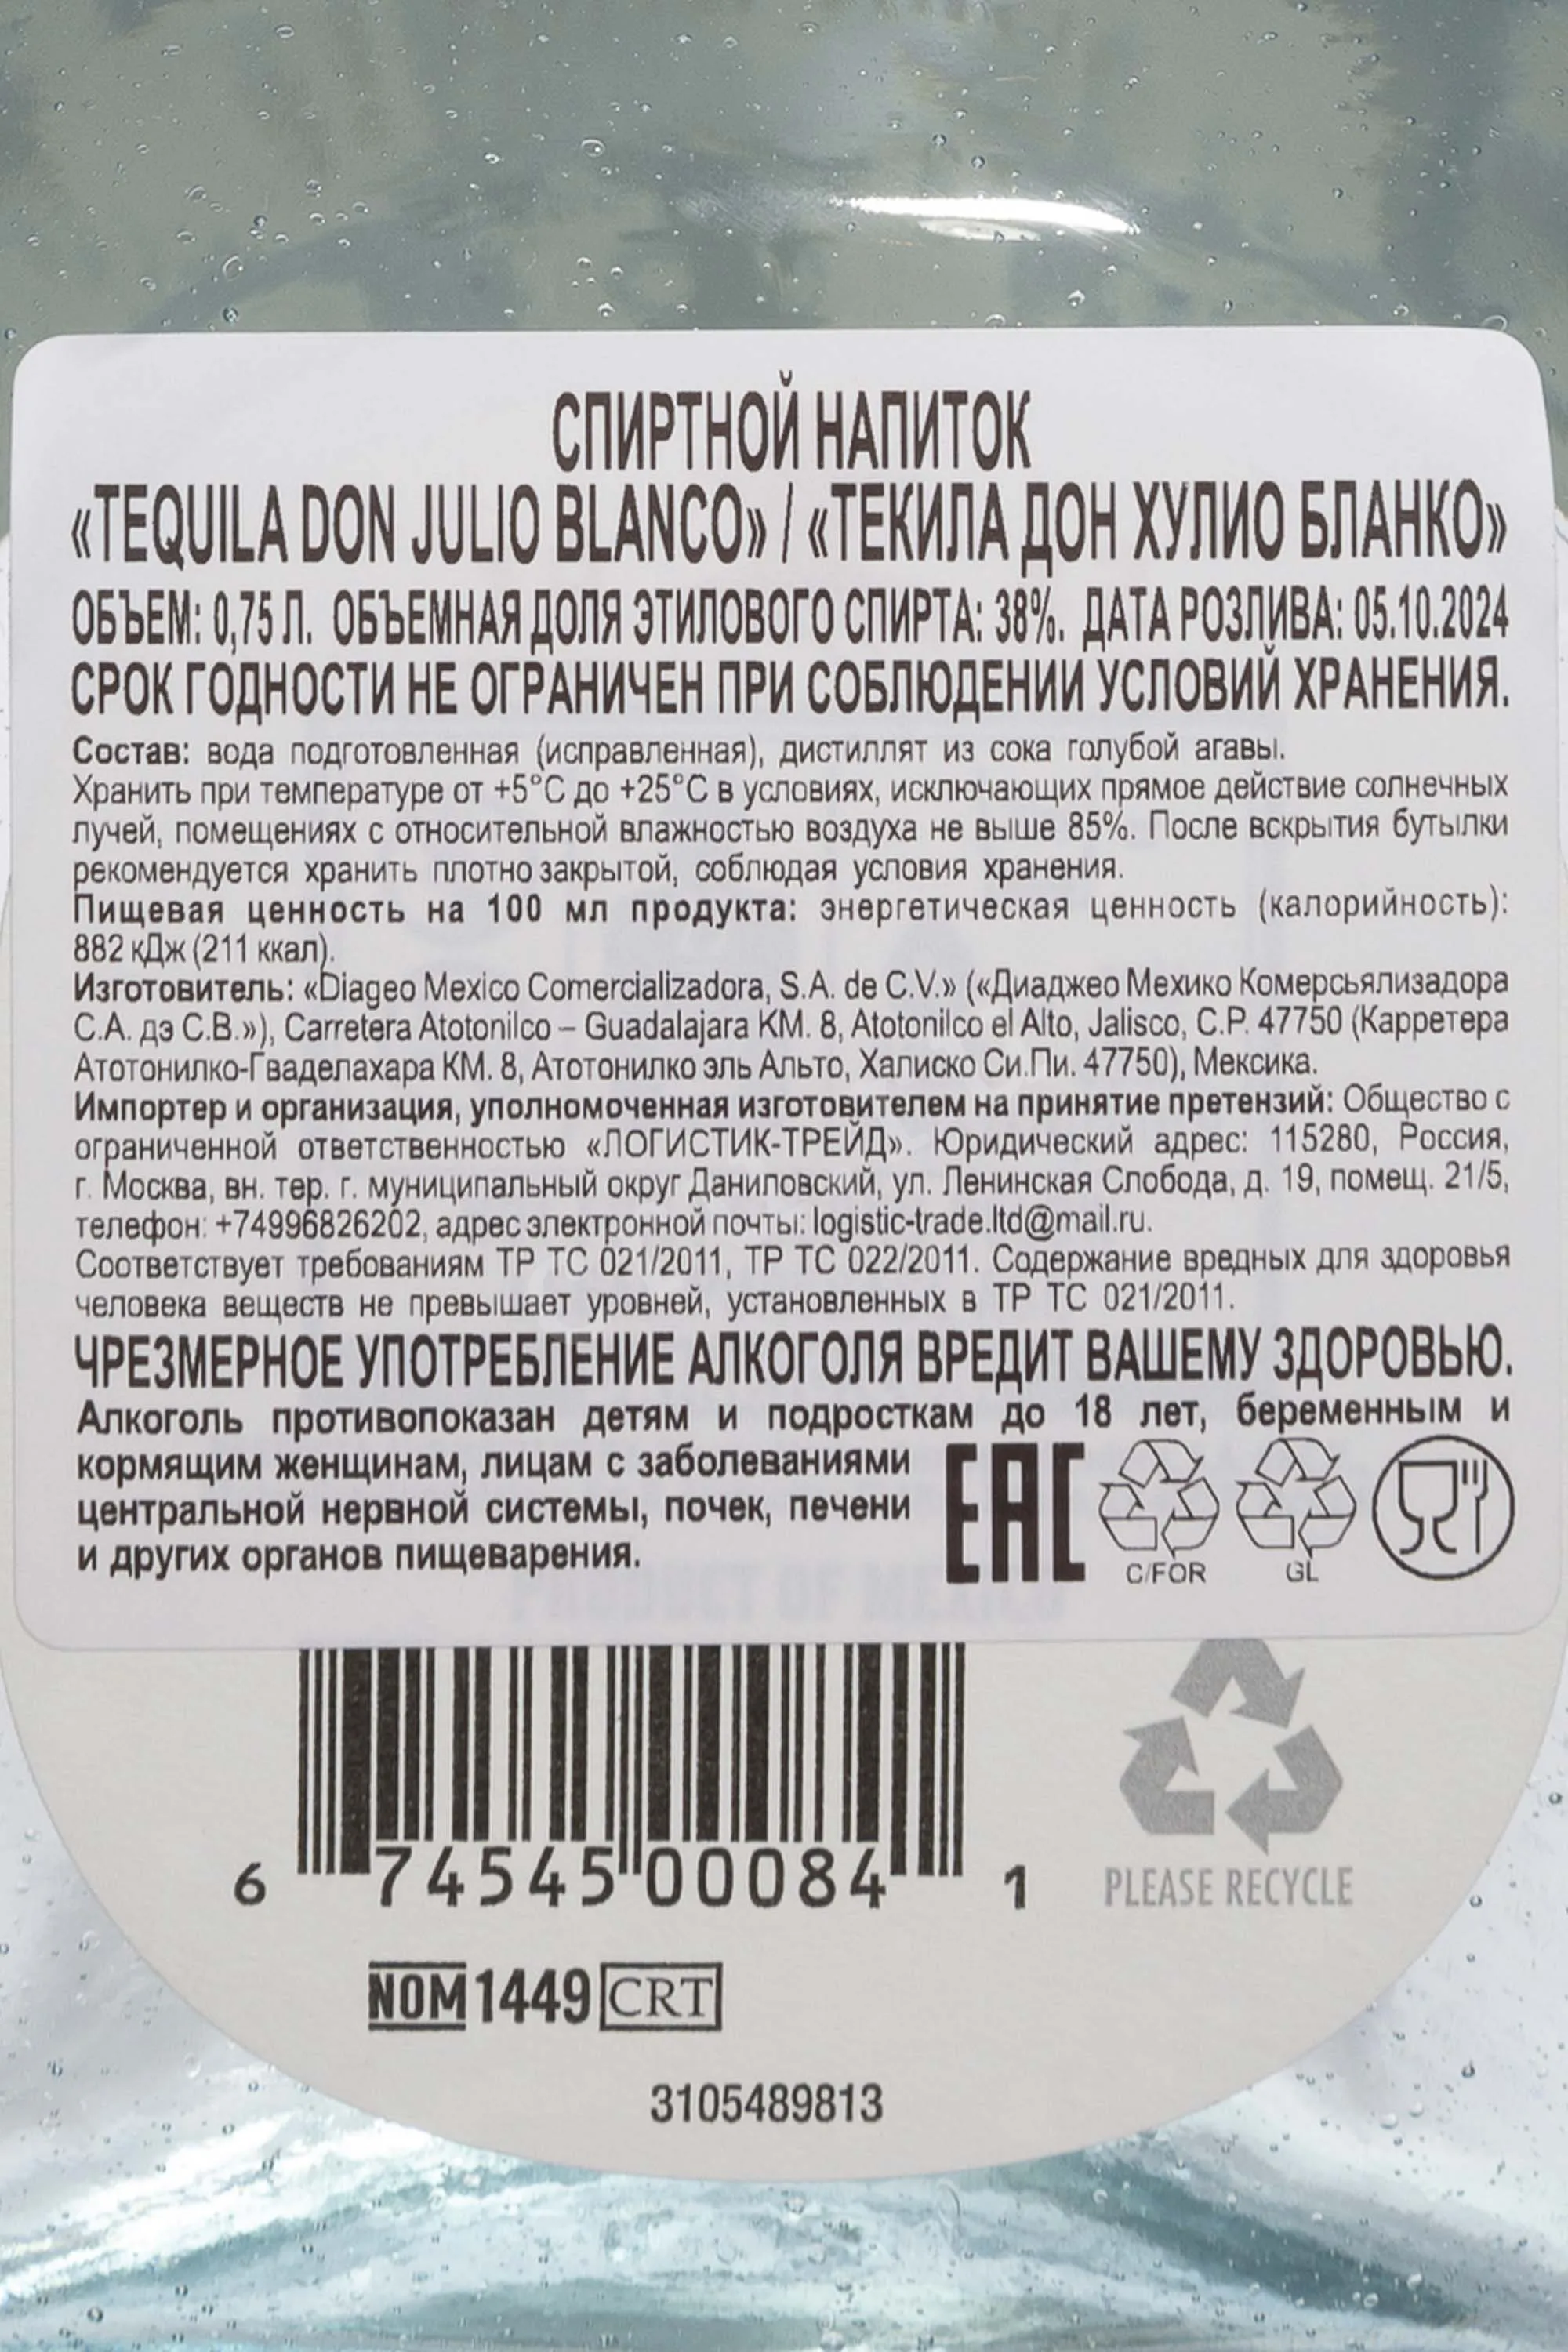 СПИРТНОЙ НАПИТОК
«TEQUILA DON JULIO BLANCO» / «ТЕКИЛА ДОН ХУЛИО БЛАНКО»
ОБЪЕМ: 0,75 Л. ОБЪЕМНАЯ ДОЛЯ ЭТИЛОВОГО СПИРТА: 38%. ДАТА РОЗЛИВА: 05.10.2024
СРОК ГОДНОСТИ НЕ ОГРАНИЧЕН ПРИ СОБЛЮДЕНИИ УСЛОВИЙ ХРАНЕНИЯ.
Состав: вода подготовленная (исправленная), дистиллят из сока голубой агавы.
Хранить при температуре от +5°С до +25°С в условиях, исключающих прямое действие солнечных
лучей, помещениях с относительной влажностью воздуха не выше 85%. После вскрытия бутылки
рекомендуется хранить плотно закрытой, соблюдая условия хранения.
Пищевая ценность на 100 мл продукта: энергетическая ценность (калорийность):
882 кДж (211 ккал).
Изготовитель: «Diageo Mexico Comercializadora, S.A. de C.V.» («Диаджео Мехико Комерсьялизадора
С.А. дэ С.В.»), Carretera Atotonilco – Guadalajara KM. 8, Atotonilco el Alto, Jalisco, C.P. 47750 (Карретера
Атотонилко-Гваделахара КМ. 8, Атотонилко эль Альто, Халиско Си.Пи. 47750), Мексика.
Импортер и организация, уполномоченная изготовителем на принятие претензий: Общество с
ограниченной ответственностью «ЛОГИСТИК-ТРЕЙД». Юридический адрес: 115280, Россия,
г. Москва, вн. тер. г. муниципальный округ Даниловский, ул. Ленинская Слобода, д. 19, помещ. 21/5,
телефон: +74996826202, адрес электронной почты: logistic-trade.ltd@mail.ru.
Соответствует требованиям ТР ТС 021/2011, ТР ТС 022/2011. Содержание вредных для здоровья
человека веществ не превышает уровней, установленных в ТР ТС 021/2011.
ЧРЕЗМЕРНОЕ УПОТРЕБЛЕНИЕ АЛКОГОЛЯ ВРЕДИТ ВАШЕМУ ЗДОРОВЬЮ.
Алкоголь противопоказан детям и подросткам до 18 лет, беременным и
кормящим женщинам, лицам с заболеваниями
центральной нервной системы, почек, печени
и других органов пищеварения.
EAC
C/FOR
GL
PRODUCT OF MEXICO
6 74545 00084 1
PLEASE RECYCLE
NOM 1449 CRT
3105489813